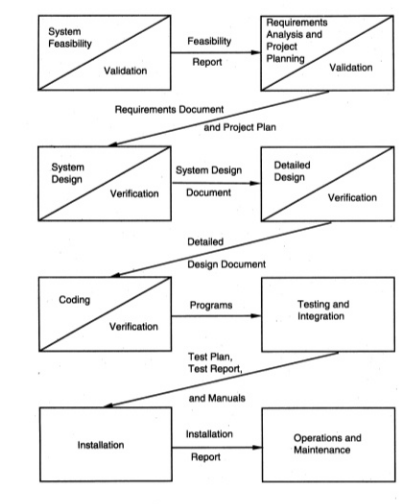 System
Feasibility
Validation
Feasibility
Report
Requirements
Analysis and
Project
Planning
Validation
Requirements Document
and Project Plan
System
Design
Verification
System Design
Document
Detailed
Design
Verification
Detailed
Design Document
Coding
Verification
Programs
Testing and
Integration
Test Plan,
Test Report,
and Manuals
Installation
Installation
Report
Operations and
Maintenance